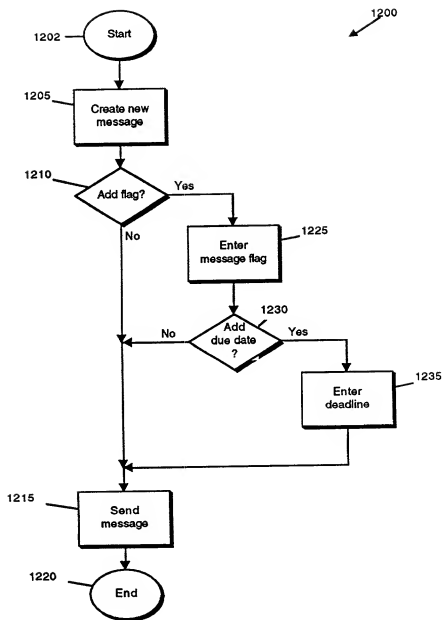 1200
1202
Start
1205
Create new
message
1210
Add flag?
Yes
No
1225
Enter
message flag
1230
Add
due date
?
No
Yes
1235
Enter
deadline
1215
Send
message
1220
End